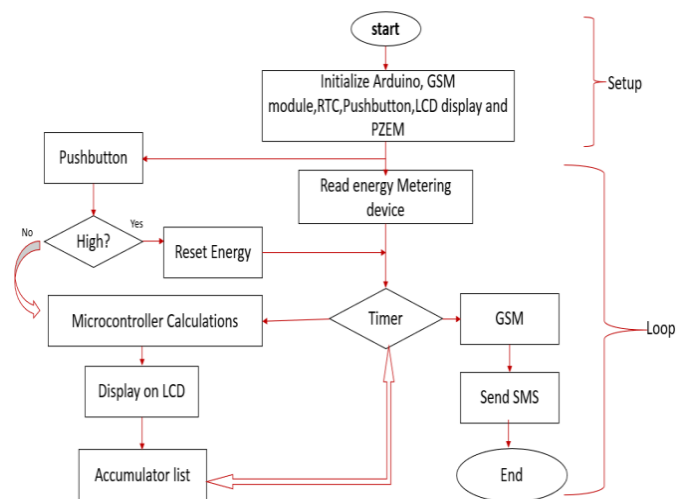 start
Initialize Arduino, GSM
module,RTC,Pushbutton,LCD display and
PZEM
Setup
Pushbutton
Read energy Metering
device
No
High?
Yes
Reset Energy
Microcontroller Calculations
Timer
GSM
Loop
Display on LCD
Send SMS
Accumulator list
End